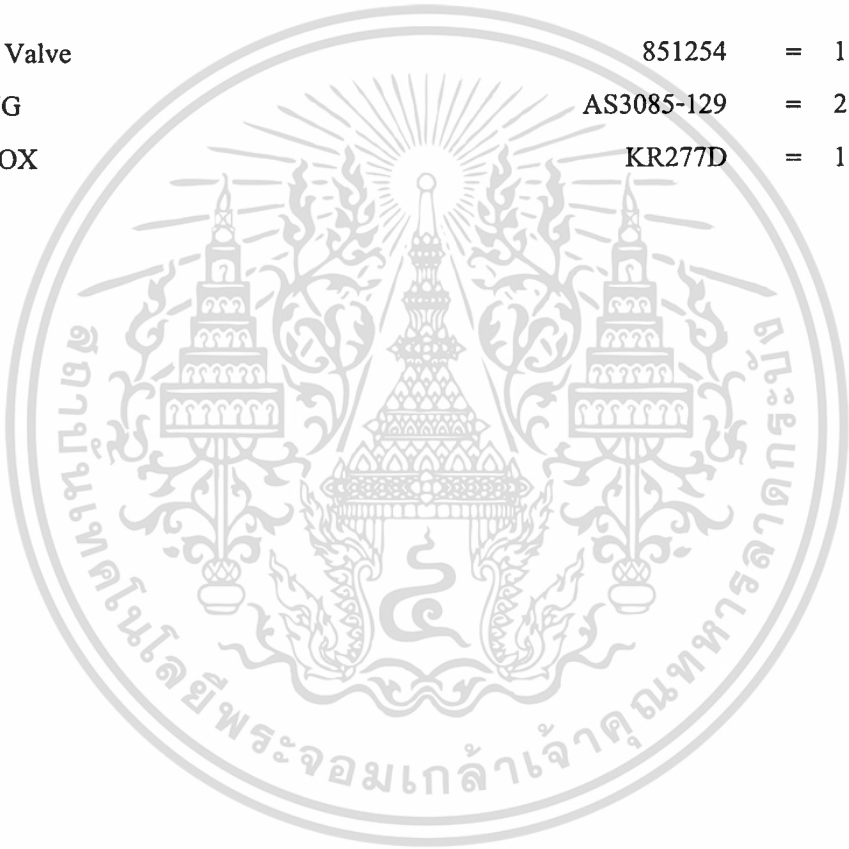 Valve 851254 = 1
G AS3085-129 = 2
OX KR277D = 1
สถาบันเทคโนโลยีพระจอมเกล้าเจ้าคุณทหารลาดกระบัง